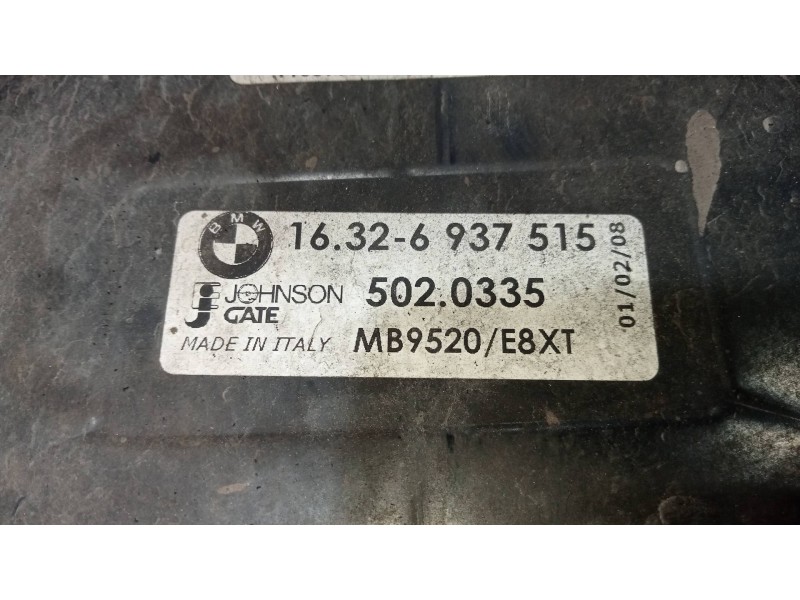 BMW
16.32-6 937 515
JOHNSON
GATE
502.0335
MADE IN ITALY
MB9520/E8XT
01/02/08